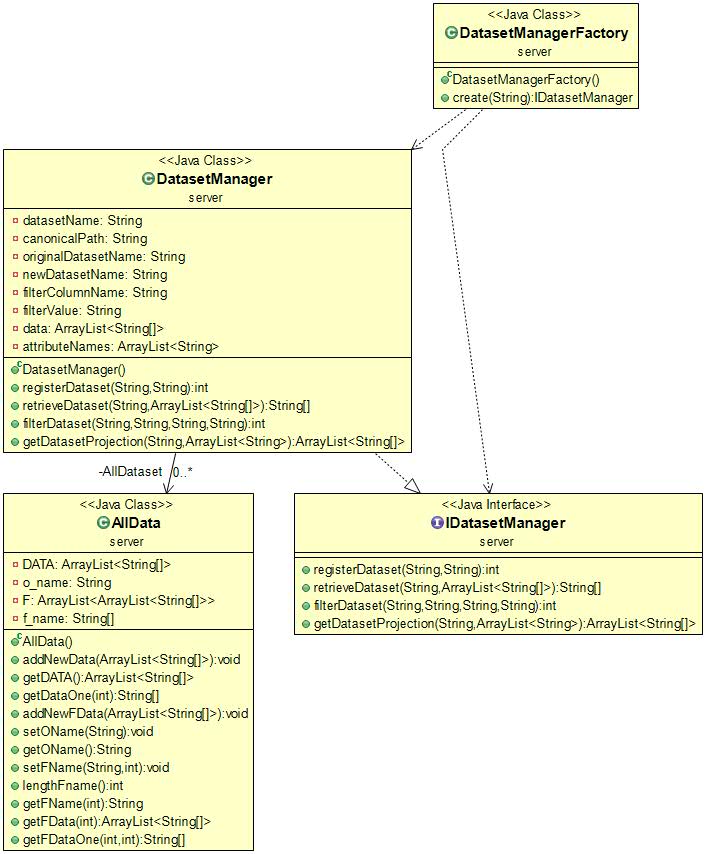 <<Java Class>>
DatasetManagerFactory
server
DatasetManagerFactory()
create(String):IDatasetManager
<<Java Class>>
DatasetManager
server
datasetName: String
canonicalPath: String
originalDatasetName: String
newDatasetName: String
filterColumnName: String
filterValue: String
data: ArrayList<String[]>
attributeNames: ArrayList<String>
DatasetManager()
registerDataset(String,String):int
retrieveDataset(String,ArrayList<String[]>):String[]
filterDataset(String,String,String,String):int
getDatasetProjection(String,ArrayList<String>):ArrayList<String[]>
-AllDataset 0..*
<<Java Class>>
AllData
server
DATA: ArrayList<String[]>
o_name: String
F: ArrayList<ArrayList<String[]>>
f_name: String[]
AllData()
addNewData(ArrayList<String[]>):void
getDATA():ArrayList<String[]>
getDataOne(int):String[]
addNewFData(ArrayList<String[]>):void
setOName(String):void
getOName():String
setFName(String,int):void
lengthFname():int
getFName(int):String
getFData(int):ArrayList<String[]>
getFDataOne(int,int):String[]
<<Java Interface>>
IDatasetManager
server
registerDataset(String,String):int
retrieveDataset(String,ArrayList<String[]>):String[]
filterDataset(String,String,String,String):int
getDatasetProjection(String,ArrayList<String>):ArrayList<String[]>